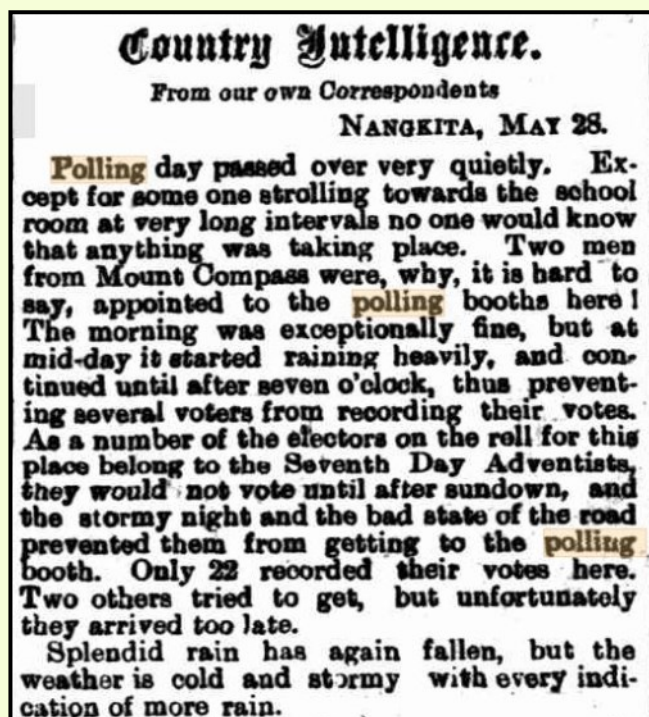 Country Intelligence.
From our own Correspondents
NANGKITA, MAY 28.
Polling day passed over very quietly. Ex-
cept for some one strolling towards the school
room at very long intervals no one would know
that anything was taking place. Two men
from Mount Compass were, why, it is hard to
say, appointed to the polling booths here!
The morning was exceptionally fine, but at
mid-day it started raining heavily, and con-
tinued until after seven o'clock, thus prevent-
ing several voters from recording their votes.
As a number of the electors on the roll for this
place belong to the Seventh Day Adventists,
they would not vote until after sundown, and
the stormy night and the bad state of the road
prevented them from getting to the polling
booth. Only 22 recorded their votes here.
Two others tried to get, but unfortunately
they arrived too late.
Splendid rain has again fallen, but the
weather is cold and stormy with every indi-
cation of more rain.